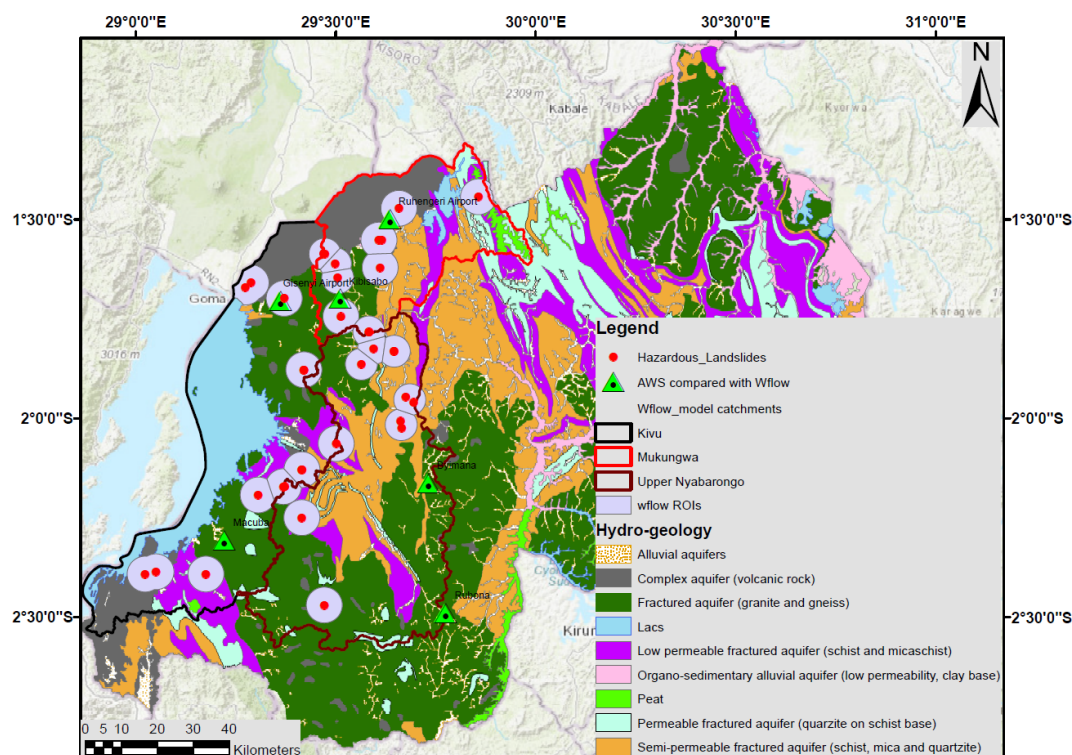 29°0'0"E 29°30'0"E 30°00'0"E 30°30'0"E 31°0'0"E
KISORO
N
2309 m
Kabale
Kyerwa
1°30'0"S
1°30'0"S
Ruhengeri Airport
Gisenyi Airport
Kibisabo
Goma
Karagwe
3016 m
2°0'0"S
2°0'0"S
Byimana
Macuba
Rubona
2°30'0"S
2°30'0"S
Legend
Hazardous_Landslides
AWS compared with Wflow
Wflow_model catchments
Kivu
Mukungwa
Upper Nyabarongo
wflow ROIs
Hydro-geology
Alluvial aquifers
Complex aquifer (volcanic rock)
Fractured aquifer (granite and gneiss)
Lacs
Low permeable fractured aquifer (schist and micaschist)
Organo-sedimentary alluvial aquifer (low permeability, clay base)
Peat
Permeable fractured aquifer (quartzite on schist base)
Semi-permeable fractured aquifer (schist, mica and quartzite)
0 5 10 20 30 40
Kilometers